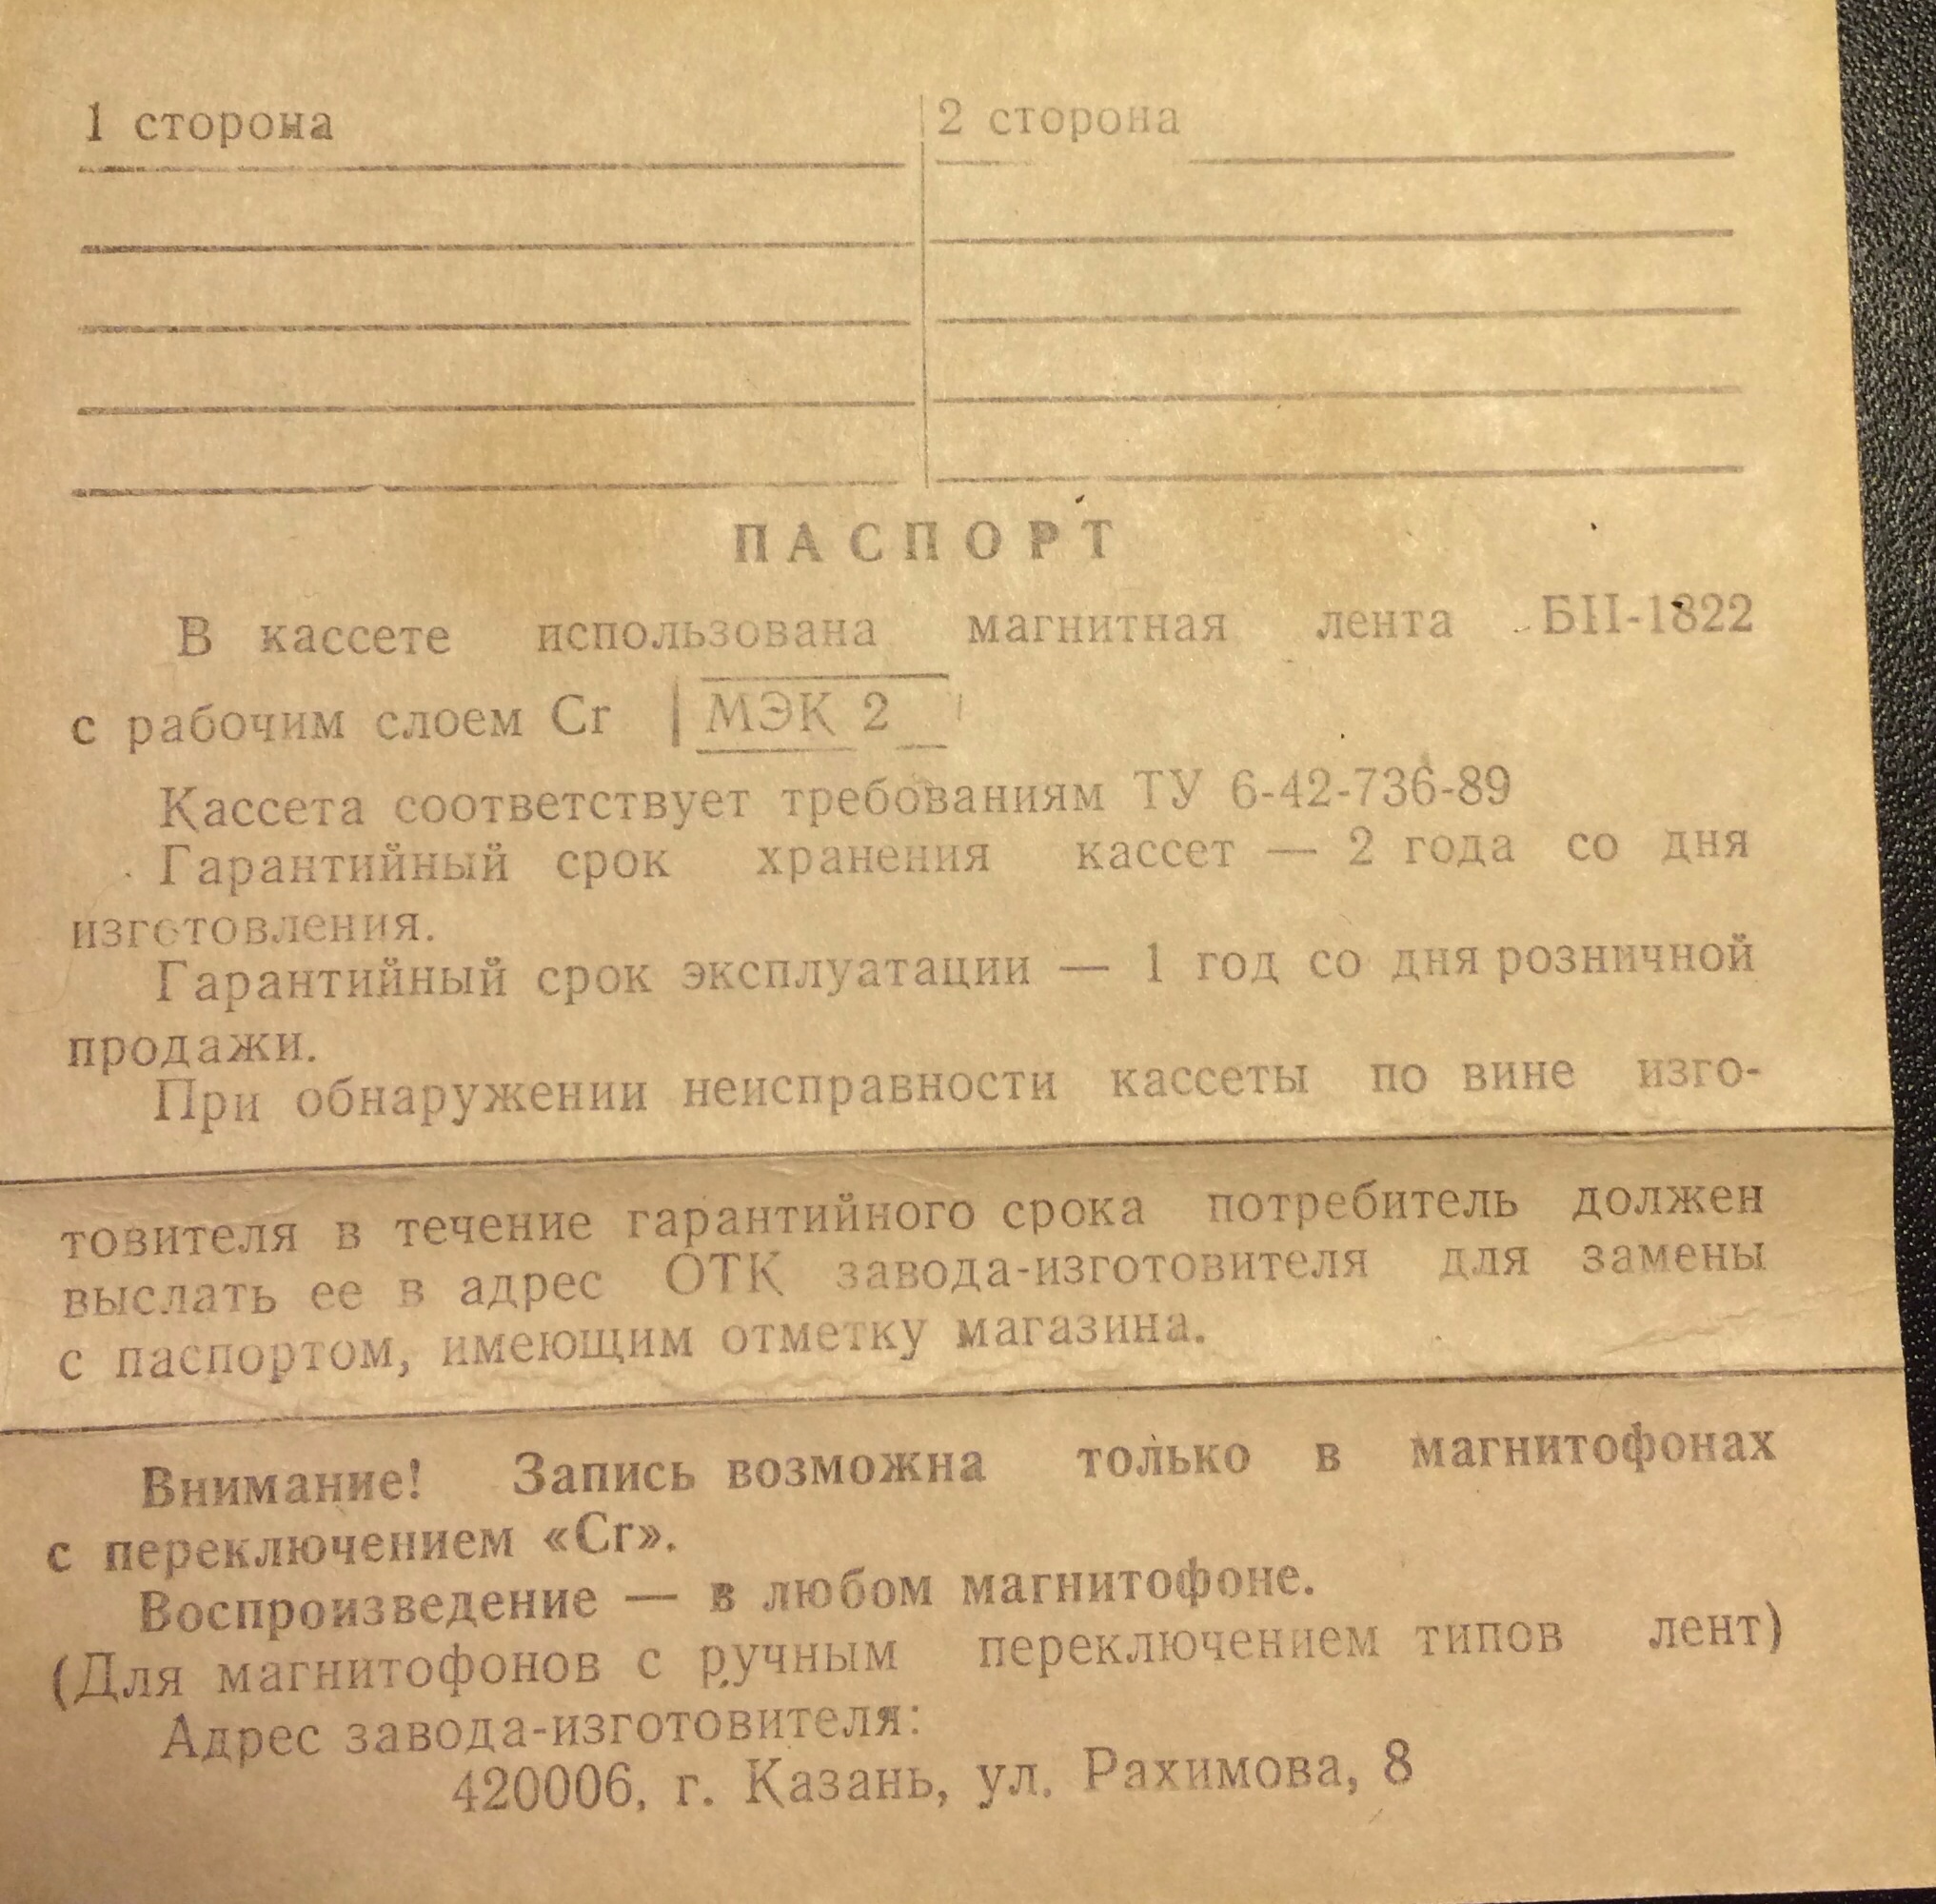 1 сторона
2 сторона
ПАСПОРТ
В кассете использована магнитная лента БН-1822
с рабочим слоем Cr МЭК 2
Кассета соответствует требованиям ТУ 6-42-736-89
Гарантийный срок хранения кассет — 2 года со дня
изготовления.
Гарантийный срок эксплуатации — 1 год со дня розничной
продажи.
При обнаружении неисправности кассеты по вине изго-
товителя в течение гарантийного срока потребитель должен
выслать ее в адрес ОТК завода-изготовителя для замены
с паспортом, имеющим отметку магазина.
Внимание! Запись возможна только в магнитофонах
с переключением «Cr».
Воспроизведение — в любом магнитофоне.
(Для магнитофонов с ручным переключением типов лент)
Адрес завода-изготовителя:
420006, г. Казань, ул. Рахимова, 8